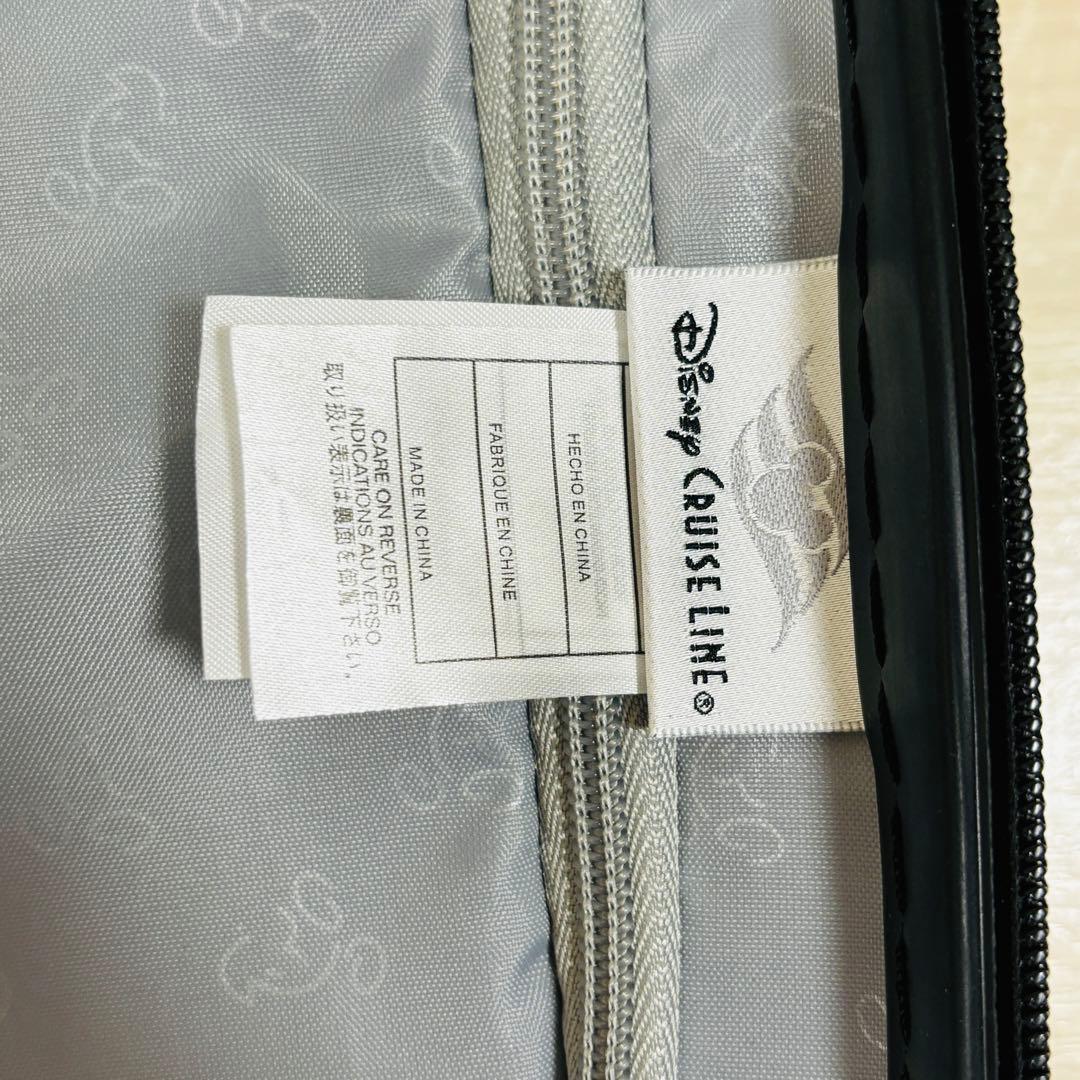 Disney Cruise Line®
HECHO EN CHINA
FABRIQUE EN CHINE
MADE IN CHINA
CARE ON REVERSE
INDICATIONS AU VERSO
取り扱い表示は裏面を御覧下さい.